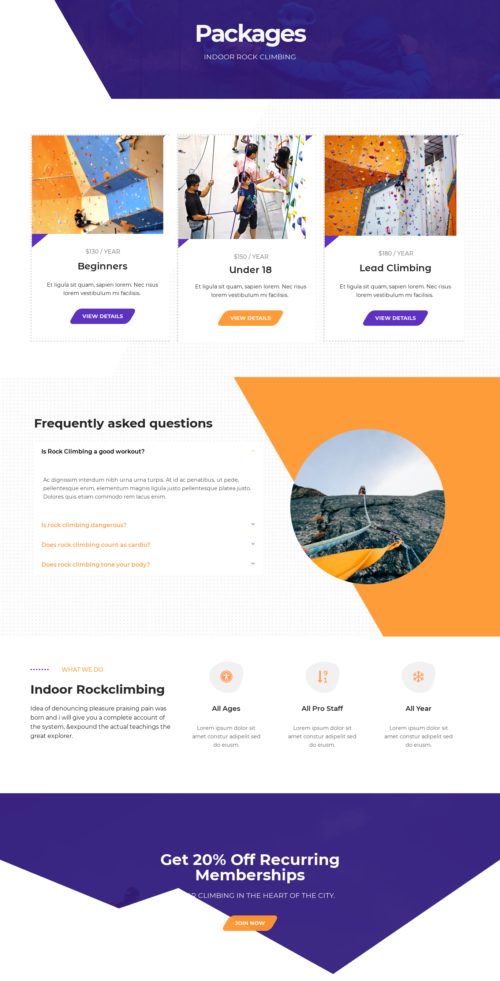 Packages
INDOOR ROCK CLIMBING
$130 / YEAR
Beginners
Et ligula sit quam, sapien lorem. Nec risus
lorem vestibulum mi facilisis.
VIEW DETAILS
$150 / YEAR
Under 18
Et ligula sit quam, sapien lorem. Nec risus
lorem vestibulum mi facilisis.
VIEW DETAILS
$180 / YEAR
Lead Climbing
Et ligula sit quam, sapien lorem. Nec risus
lorem vestibulum mi facilisis.
VIEW DETAILS
Frequently asked questions
Is Rock Climbing a good workout?
Ac dignissim interdum nibh urna urna turpis. At id ac penatibus, ut pede,
pellentesque enim, elementum magnis ligula justo pellentesque platea justo.
Dolores quis etiam commodo rem lacus enim.
Is rock climbing dangerous?
Does rock climbing count as cardio?
Does rock climbing tone your body?
WHAT WE DO
Indoor Rockclimbing
Idea of denouncing pleasure praising pain was
born and i will give you a complete account of
the system, &expound the actual teachings the
great explorer.
All Ages
Lorem ipsum dolor sit
amet constur adipelit sed
do eiusm.
9
1
All Pro Staff
Lorem ipsum dolor sit
amet constur adipelit sed
do eiusm.
All Year
Lorem ipsum dolor sit
amet constur adipelit sed
do eiusm.
Get 20% Off Recurring
Memberships
CLIMBING IN THE HEART OF THE CITY.
JOIN NOW